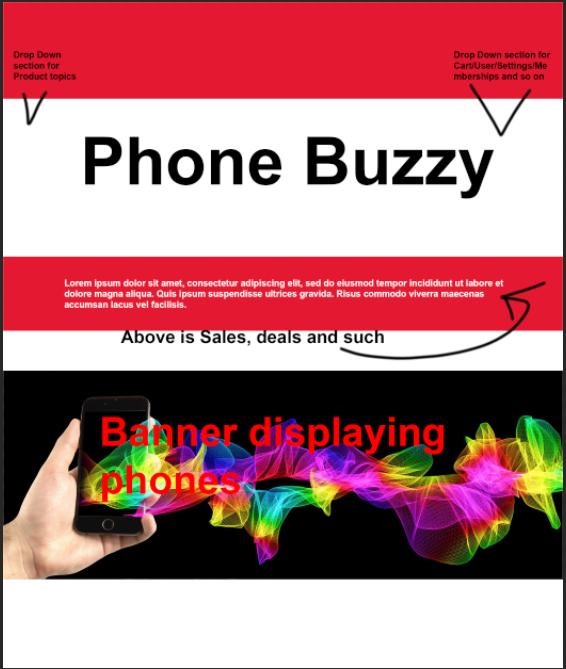 Drop Down
section for
Product topics
Drop Down section for
Cart/User/Settings/Me
mberships and so on
Phone Buzzy
Lorem ipsum dolor sit amet, consectetur adipiscing elit, sed do eiusmod tempor incididunt ut labore et
dolore magna aliqua. Quis ipsum suspendisse ultrices gravida. Risus commodo viverra maecenas
accumsan lacus vel facilisis.
Above is Sales, deals and such
Banner displaying
phones